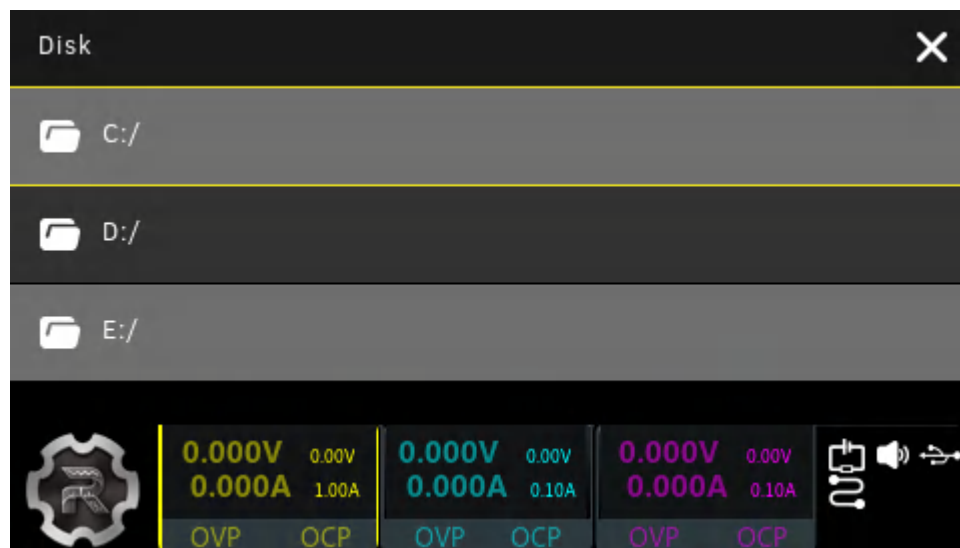 Disk
C:/
D:/
E:/
0.000V 0.00V 0.000V 0.00V 0.000V 0.00V
0.000A 1.00A 0.000A 0.10A 0.000A 0.10A
OVP OCP OVP OCP OVP OCP